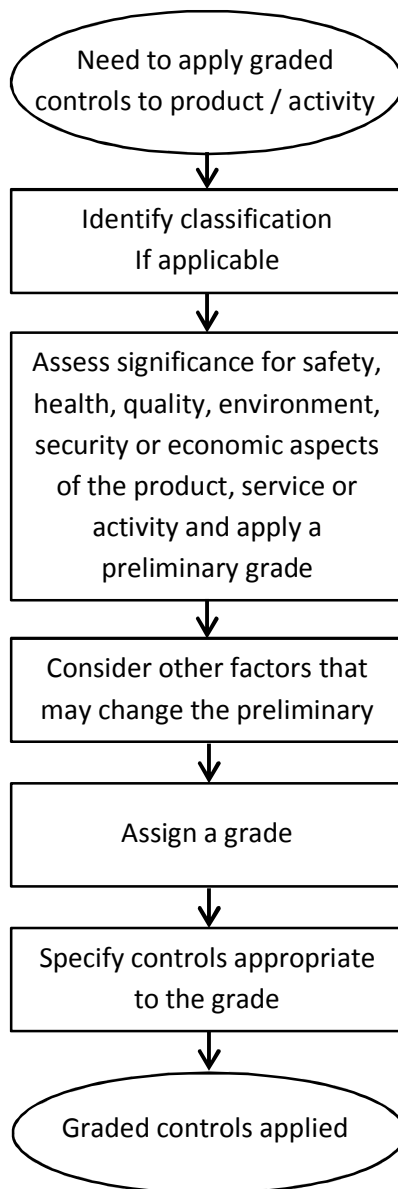 Need to apply graded
controls to product / activity
Identify classification
If applicable
Assess significance for safety,
health, quality, environment,
security or economic aspects
of the product, service or
activity and apply a
preliminary grade
Consider other factors that
may change the preliminary
Assign a grade
Specify controls appropriate
to the grade
Graded controls applied